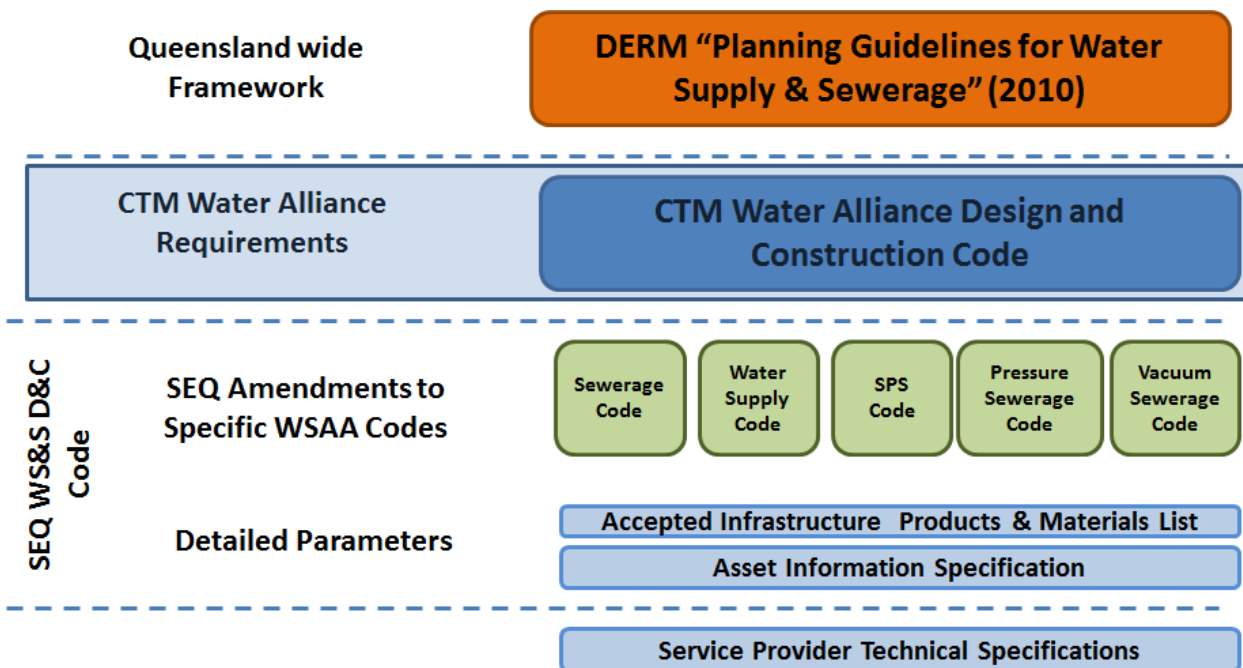 Queensland wide
Framework
DERM “Planning Guidelines for Water
Supply & Sewerage” (2010)
CTM Water Alliance
Requirements
CTM Water Alliance Design and
Construction Code
SEQ WS&S D&C
Code
SEQ Amendments to
Specific WSAA Codes
Sewerage
Code
Water
Supply
Code
SPS
Code
Pressure
Sewerage
Code
Vacuum
Sewerage
Code
Detailed Parameters
Accepted Infrastructure Products & Materials List
Asset Information Specification
Service Provider Technical Specifications